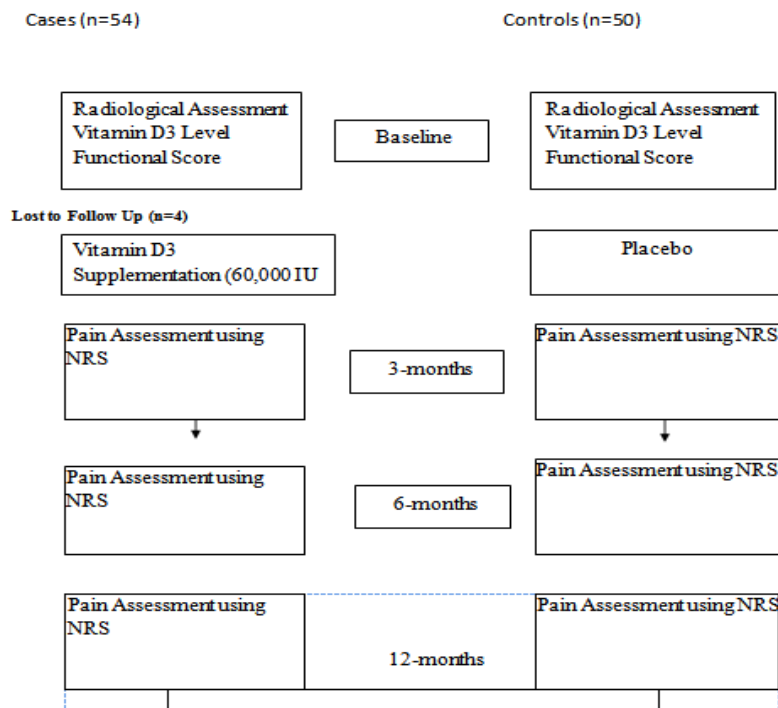 Cases (n=54)
Controls (n=50)
Radiological Assessment
Vitamin D3 Level
Functional Score
Baseline
Radiological Assessment
Vitamin D3 Level
Functional Score
Lost to Follow Up (n=4)
Vitamin D3
Supplementation (60,000 IU
Placebo
Pain Assessment using
NRS
3-months
Pain Assessment using NRS
Pain Assessment using
NRS
6-months
Pain Assessment using NRS
Pain Assessment using
NRS
12-months
Pain Assessment using NRS